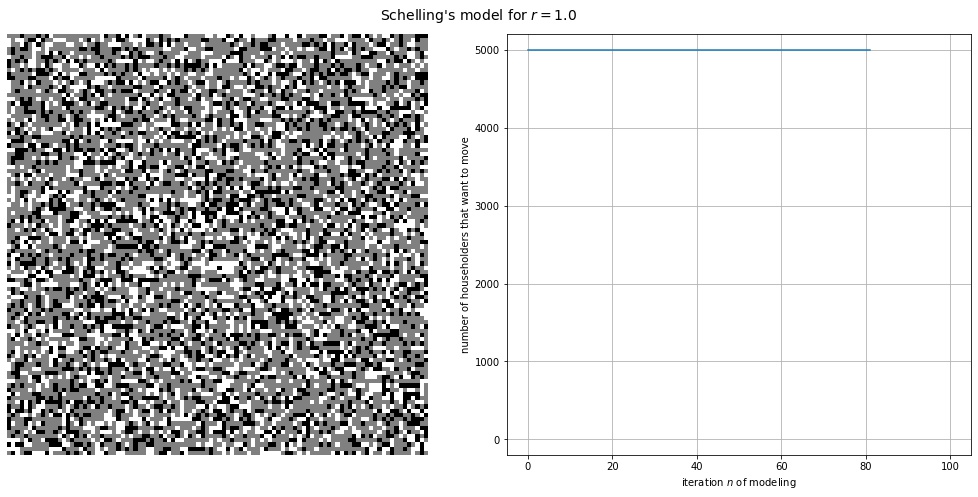 Schelling's model for r = 1.0
number of householders that want to move
5000
4000
3000
2000
1000
0
0 20 40 60 80 100
iteration n of modeling